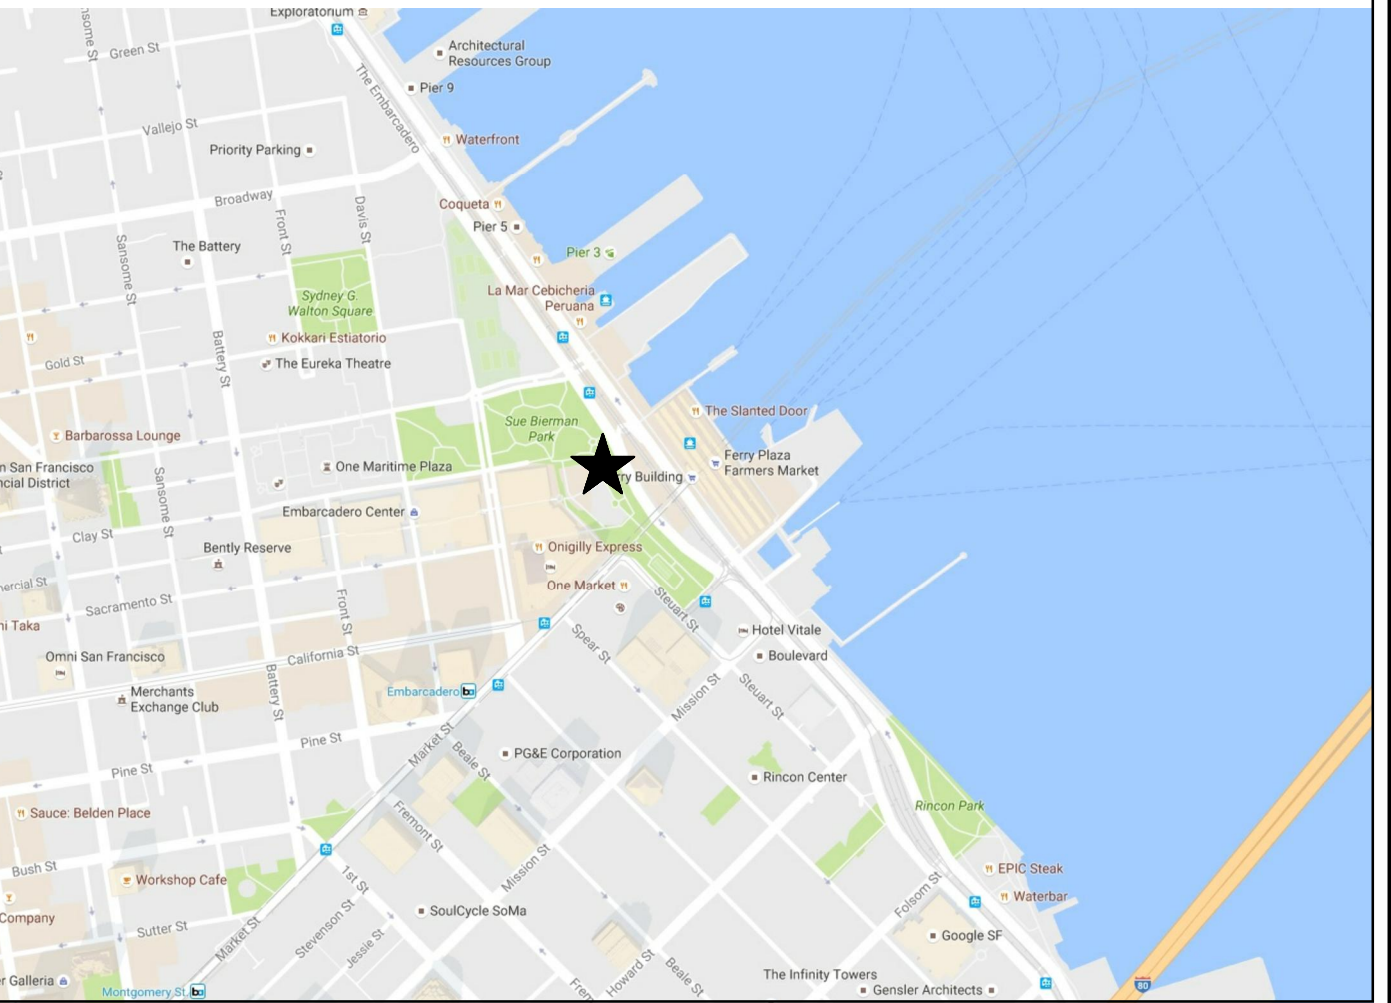 Exploratorium
Sansome St
Green St
Architectural
Resources Group
Pier 9
The Embarcadero
Vallejo St
Waterfront
Priority Parking
Broadway
Front St
Davis St
Coqueta
Pier 5
Sansome St
The Battery
Pier 3
Sydney G.
Walton Square
La Mar Cebicheria
Peruana
Kokkari Estiatorio
Gold St
Battery St
The Eureka Theatre
The Slanted Door
Sue Bierman
Park
Barbarossa Lounge
San Francisco
District
Sansome St
One Maritime Plaza
Building
Ferry Plaza
Farmers Market
Embarcadero Center
Clay St
Bently Reserve
Onigilly Express
One Market
St
Sacramento St
Front St
Steuart St
Taka
Hotel Vitale
Spear St
Boulevard
Omni San Francisco
California St
Battery St
Embarcadero
Mission St
Steuart St
Merchants
Exchange Club
Pine St
Market St
Beale St
PG&E Corporation
Pine St
Rincon Center
Sauce: Belden Place
Fremont St
Rincon Park
Bush St
Mission St
EPIC Steak
Workshop Cafe
1st St
Folsom St
Waterbar
Company
SoulCycle SoMa
Sutter St
Market St
Stevenson St
Jessie St
Google SF
Galleria
Howard St
Beale St
The Infinity Towers
Gensler Architects
80
Montgomery St